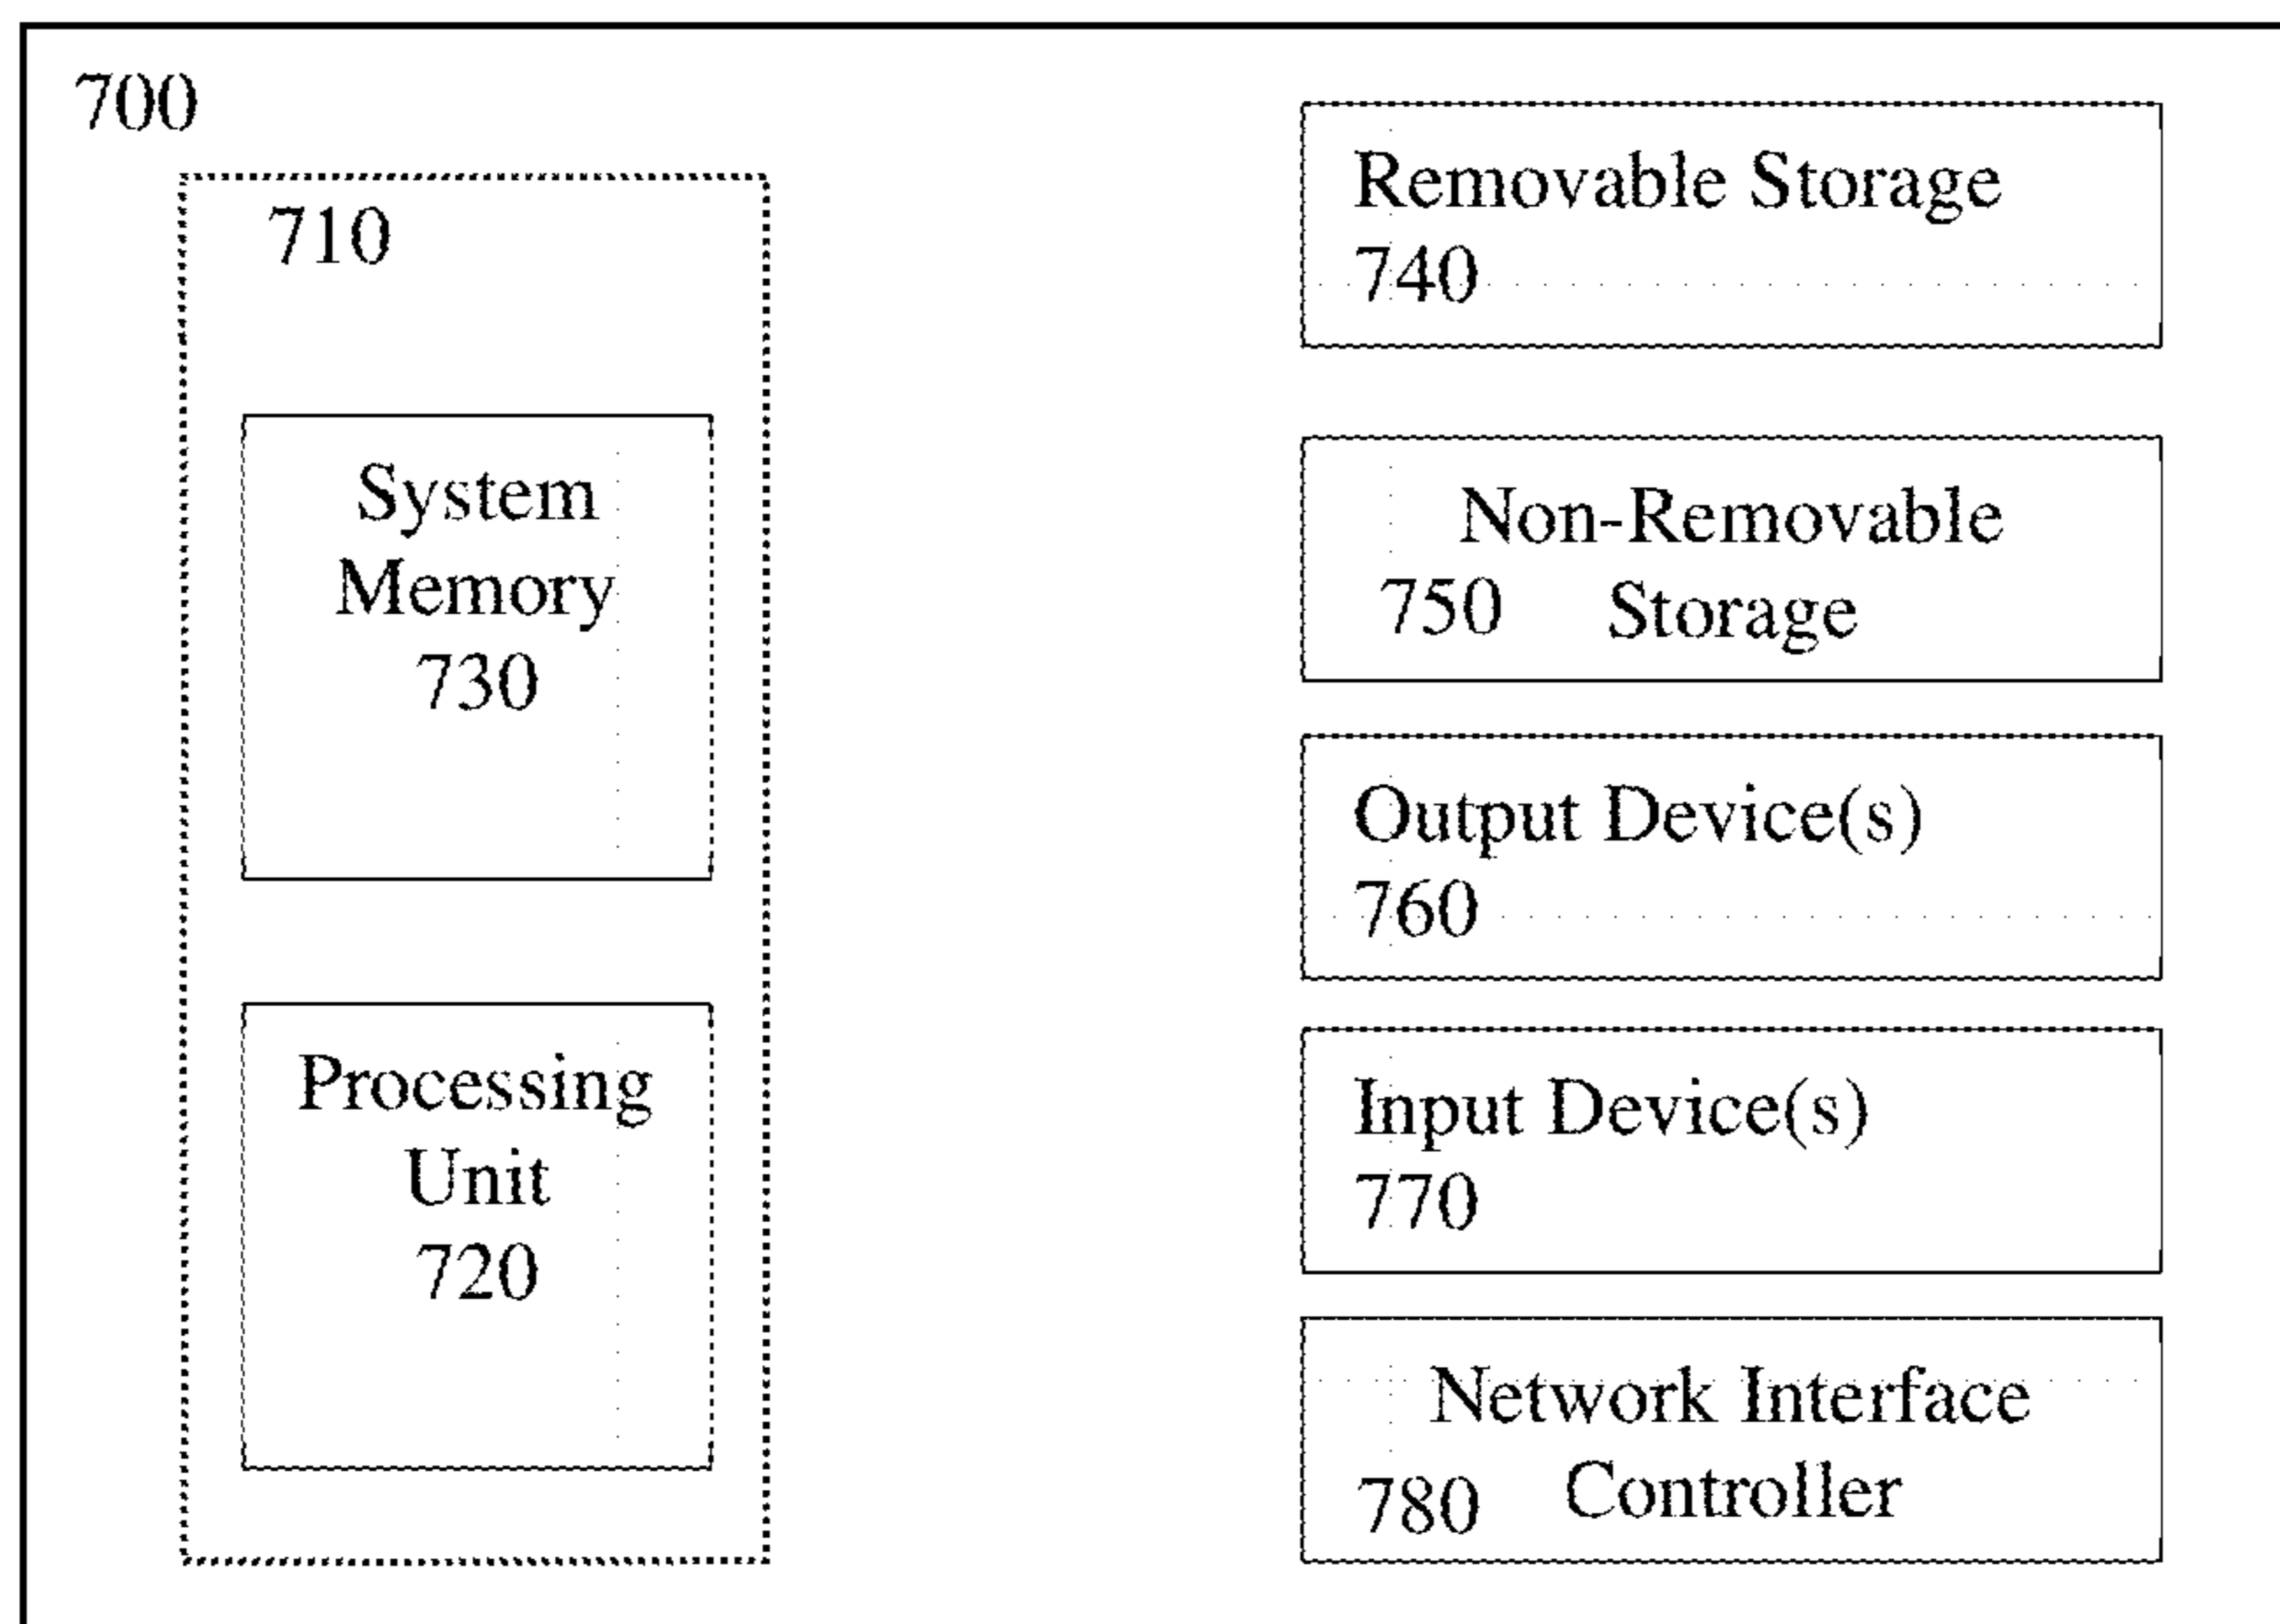 700
710
System
Memory
730
Processing
Unit
720
Removable Storage
740
Non-Removable
750 Storage
Output Device(s)
760
Input Device(s)
770
Network Interface
780 Controller